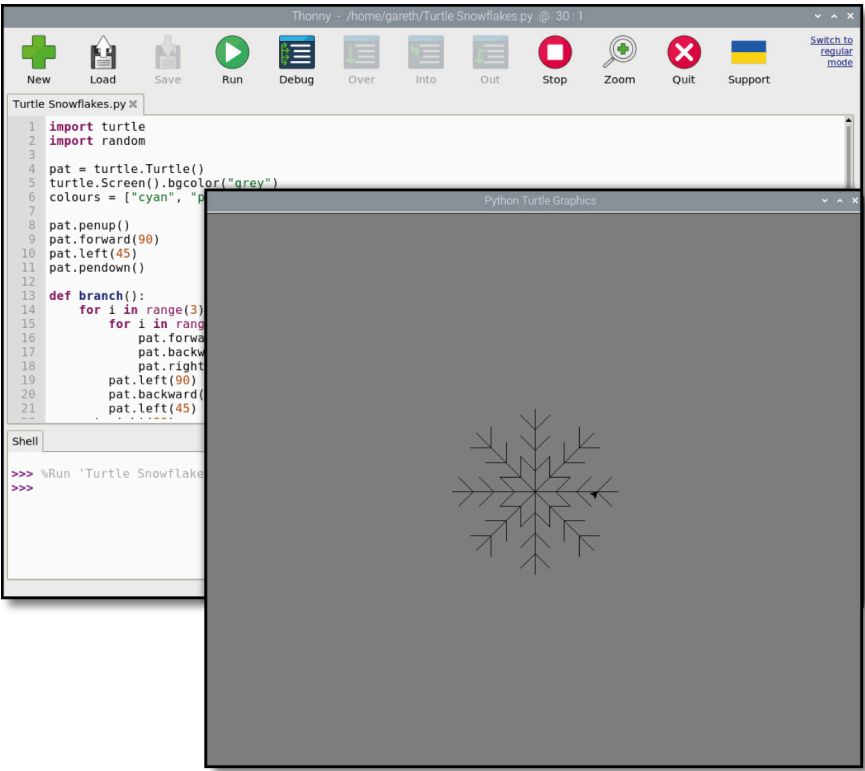 Thonny - /home/gareth/Turtle Snowflakes.py @ 30:1
New Load Save Run Debug Over Into Out Stop Zoom Quit Support
Switch to
regular
mode
Turtle Snowflakes.py
1 import turtle
2 import random
3
4 pat = turtle.Turtle()
5 turtle.Screen().bgcolor("grey")
6 colours = ["cyan", "p
7
8 pat.penup()
9 pat.forward(90)
10 pat.left(45)
11 pat.pendown()
12
13 def branch():
14 for i in range(3)
15 for i in rang
16 pat.forwa
17 pat.backw
18 pat.right
19 pat.left(90)
20 pat.backward(
21 pat.left(45)
Shell
>>> %Run 'Turtle Snowflake
>>>
Python Turtle Graphics